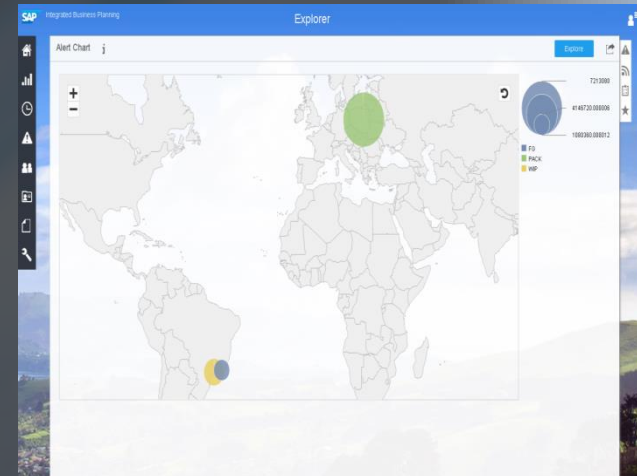 SAP Integrated Business Planning
Explorer
Alert Chart i
Explore
7213000
4146720.000006
1080360.000012
FG
PACK
WIP